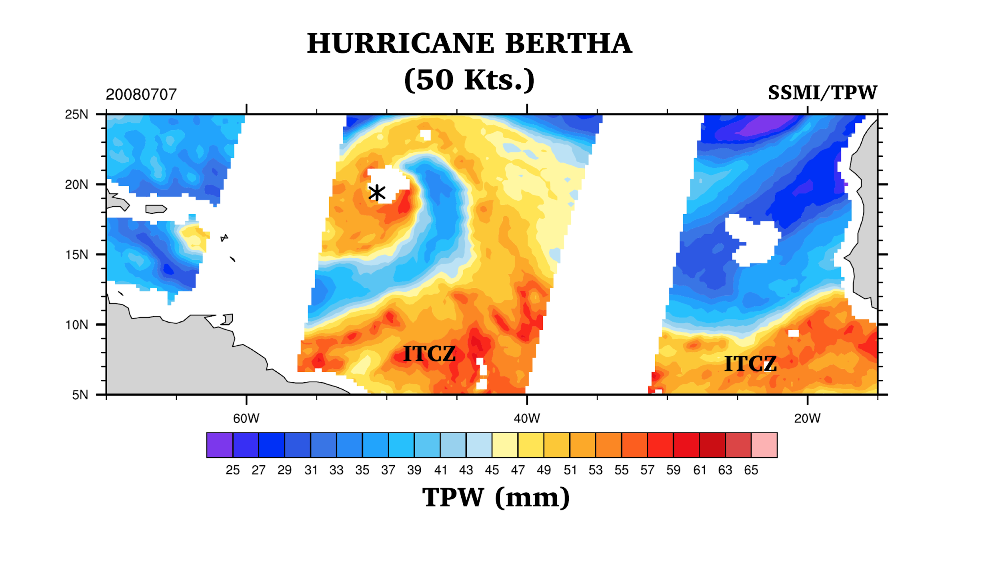 HURRICANE BERTHA
(50 Kts.)
20080707
SSMI/TPW
25N
20N
15N
10N
5N
ITCZ
ITCZ
60W 40W 20W
25 27 29 31 33 35 37 39 41 43 45 47 49 51 53 55 57 59 61 63 65
TPW (mm)